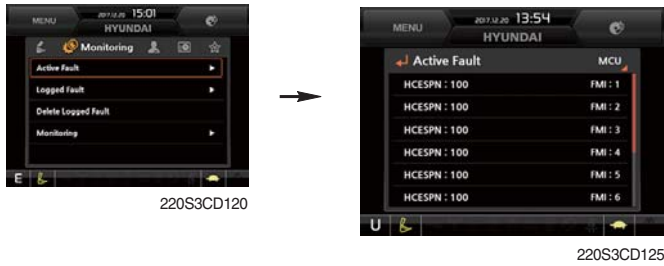 MENU
2017.12.20 15:01
HYUNDAI
Monitoring
Active Fault
Logged Fault
Delete Logged Fault
Monitoring
E
220S3CD120
MENU
2017.12.20 13:54
HYUNDAI
Active Fault MCU
HCESPN : 100 FMI : 1
HCESPN : 100 FMI : 2
HCESPN : 100 FMI : 3
HCESPN : 100 FMI : 4
HCESPN : 100 FMI : 5
HCESPN : 100 FMI : 6
U
220S3CD125